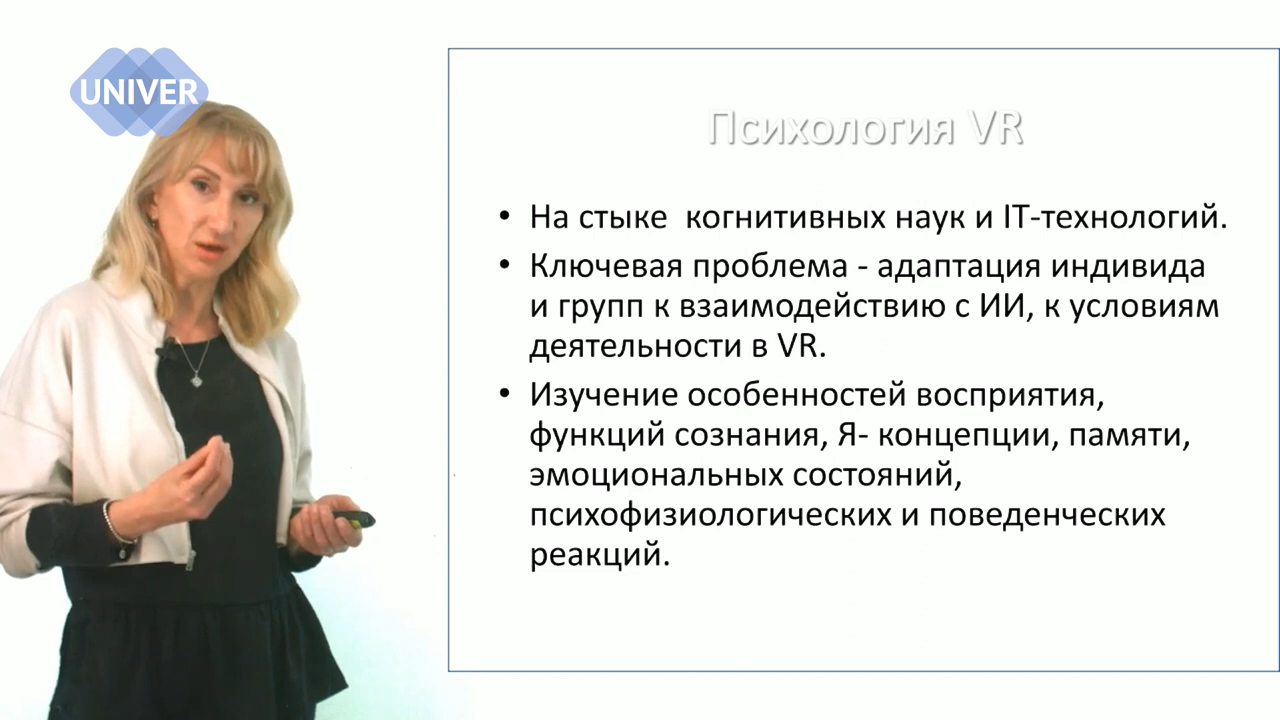 UNIVER
Психология VR
• На стыке когнитивных наук и IT-технологий.
• Ключевая проблема - адаптация индивида
и групп к взаимодействию с ИИ, к условиям
деятельности в VR.
• Изучение особенностей восприятия,
функций сознания, Я- концепции, памяти,
эмоциональных состояний,
психофизиологических и поведенческих
реакций.